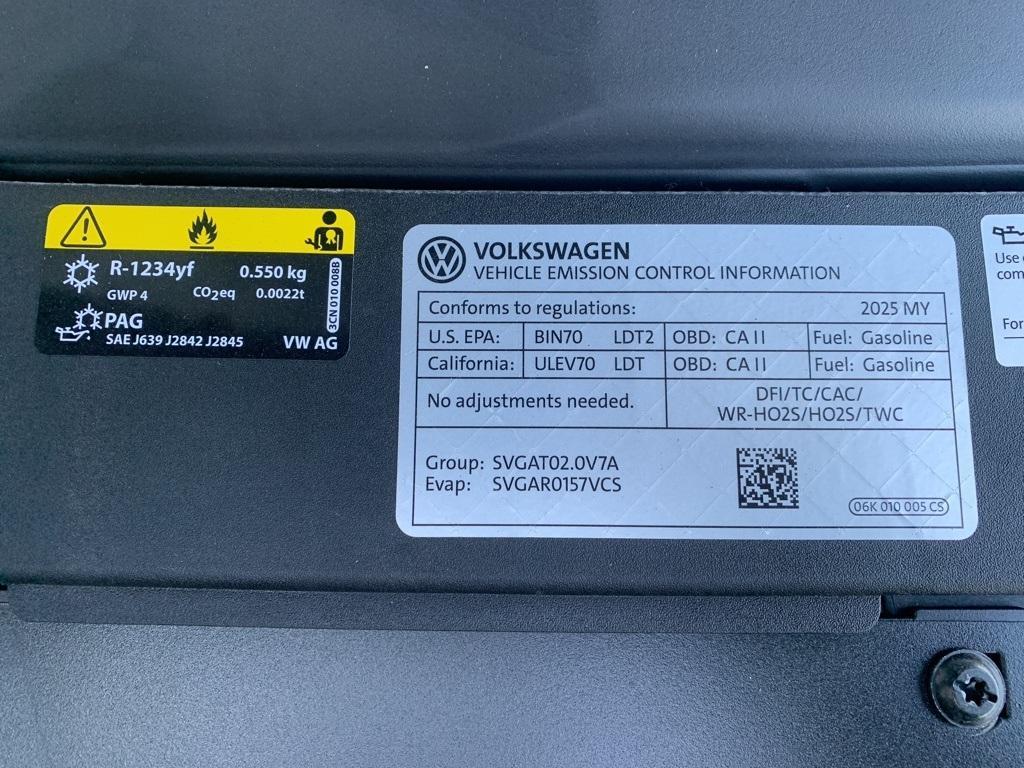 R-1234yf 0.550 kg
GWP 4 CO2eq 0.0022t
PAG
SAE J639 J2842 J2845 VW AG
3CN 010 008B
VOLKSWAGEN
VEHICLE EMISSION CONTROL INFORMATION
Conforms to regulations: 2025 MY
U.S. EPA: BIN70 LDT2 OBD: CA II Fuel: Gasoline
California: ULEV70 LDT OBD: CA II Fuel: Gasoline
No adjustments needed.
DFI/TC/CAC/
WR-HO2S/HO2S/TWC
Group: SVGAT02.0V7A
Evap: SVGAR0157VCS
06K 010 005 CS
Use
com
For